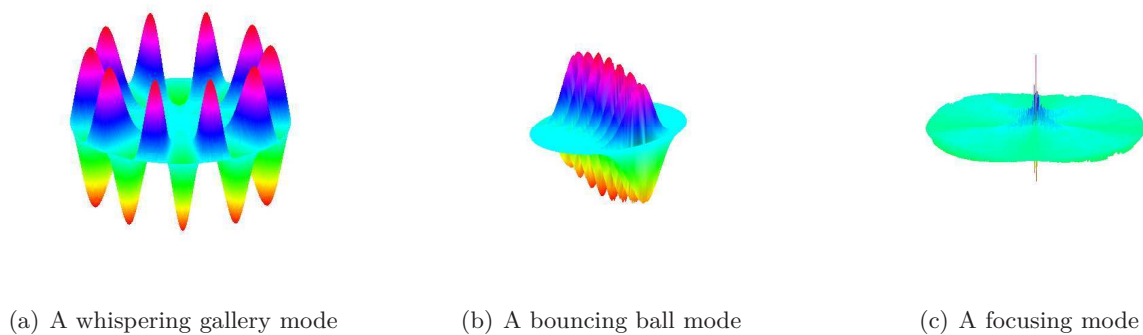 (a) A whispering gallery mode
(b) A bouncing ball mode
(c) A focusing mode